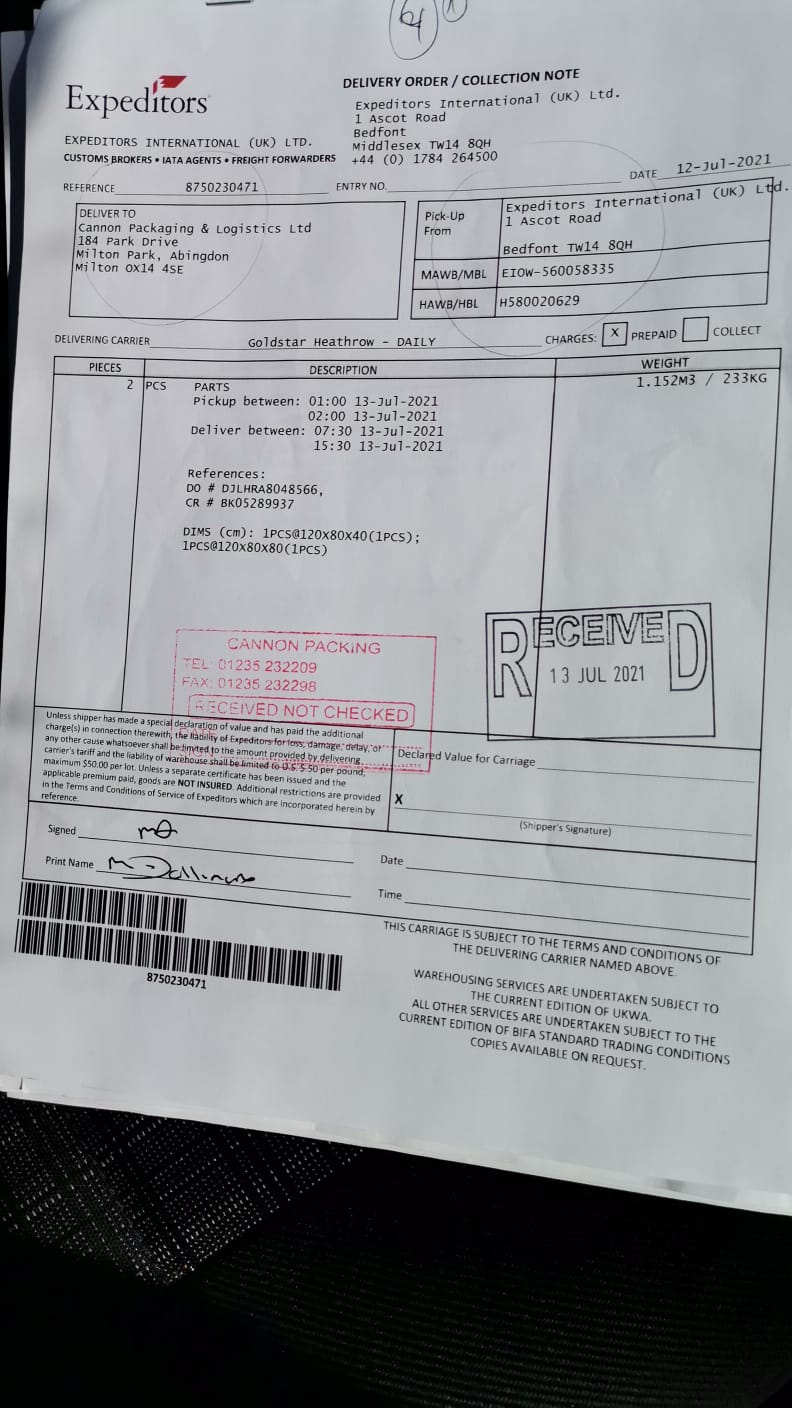 Expeditors
DELIVERY ORDER / COLLECTION NOTE
Expeditors International (UK) Ltd.
1 Ascot Road
Bedfont
Middlesex TW14 8QH
+44 (0) 1784 264500
EXPEDITORS INTERNATIONAL (UK) LTD.
CUSTOMS BROKERS • IATA AGENTS • FREIGHT FORWARDERS
REFERENCE 8750230471 ENTRY NO. DATE 12-Jul-2021
DELIVER TO
Cannon Packaging & Logistics Ltd
184 Park Drive
Milton Park, Abingdon
Milton OX14 4SE
Pick-Up
From
Expeditors International (UK) Ltd.
1 Ascot Road
Bedfont TW14 8QH
MAWB/MBL EIOW-560058335
HAWB/HBL H580020629
DELIVERING CARRIER Goldstar Heathrow - DAILY CHARGES: X PREPAID COLLECT
PIECES DESCRIPTION WEIGHT
2 PCS PARTS 1.152M3 / 233KG
Pickup between: 01:00 13-Jul-2021
02:00 13-Jul-2021
Deliver between: 07:30 13-Jul-2021
15:30 13-Jul-2021
References:
DO # DJLHRA8048566,
CR # BK05289937
DIMS (cm): 1PCS@120X80X40(1PCS);
1PCS@120X80X80(1PCS)
CANNON PACKING
TEL: 01235 232209
FAX: 01235 232298
RECEIVED NOT CHECKED
RECEIVED
13 JUL 2021
Unless shipper has made a special declaration of value and has paid the additional
charge(s) in connection therewith, the liability of Expeditors for loss, damage, delay, or
any other cause whatsoever shall be limited to the amount provided by delivering
carrier's tariff and the liability of warehouse shall be limited to U.S. $.50 per pound,
maximum $50.00 per lot. Unless a separate certificate has been issued and the
applicable premium paid, goods are NOT INSURED. Additional restrictions are provided
in the Terms and Conditions of Service of Expeditors which are incorporated herein by
reference.
Declared Value for Carriage
X
(Shipper's Signature)
Signed
Print Name
Date
Time
8750230471
THIS CARRIAGE IS SUBJECT TO THE TERMS AND CONDITIONS OF
THE DELIVERING CARRIER NAMED ABOVE.
WAREHOUSING SERVICES ARE UNDERTAKEN SUBJECT TO
THE CURRENT EDITION OF UKWA.
ALL OTHER SERVICES ARE UNDERTAKEN SUBJECT TO THE
CURRENT EDITION OF BIFA STANDARD TRADING CONDITIONS
COPIES AVAILABLE ON REQUEST.